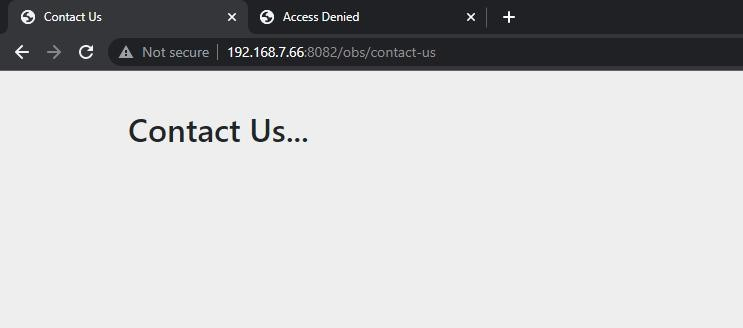 Contact Us
Access Denied
Not secure 192.168.7.66:8082/obs/contact-us
Contact Us...